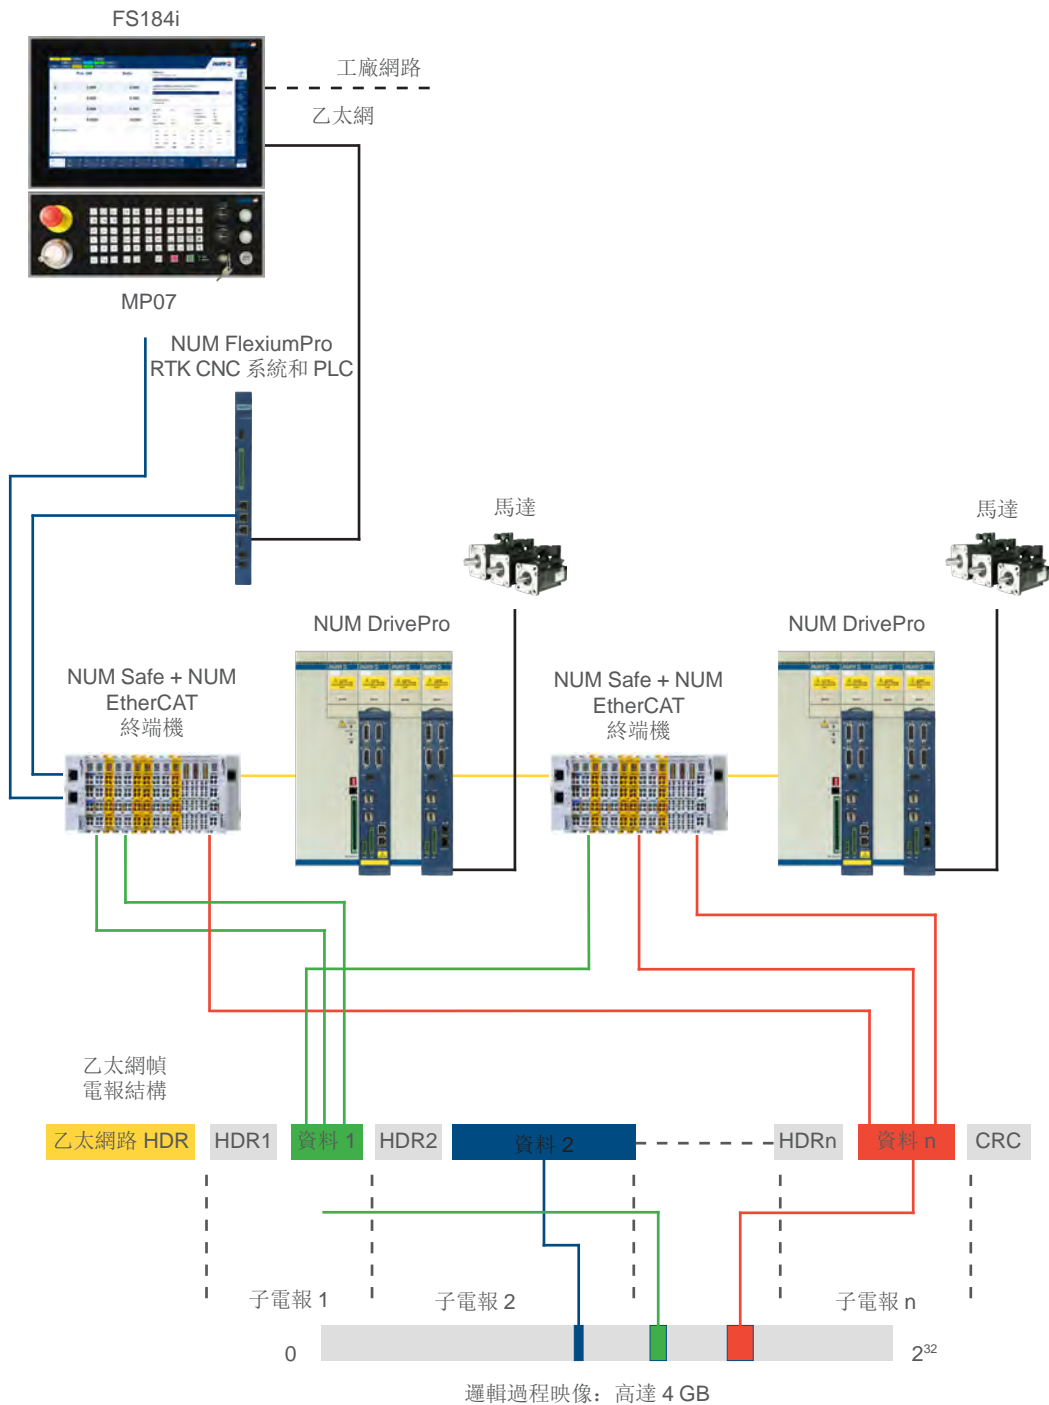 FS184i
工廠網路
乙太網
MP07
NUM FlexiumPro
RTK CNC 系統和 PLC
馬達
馬達
NUM DrivePro
NUM DrivePro
NUM Safe + NUM
EtherCAT
終端機
NUM Safe + NUM
EtherCAT
終端機
乙太網幀
電報結構
乙太網路 HDR
HDR1
資料 1
HDR2
資料 2
HDRn
資料 n
CRC
子電報 1
子電報 2
子電報 n
0
2³²
邏輯過程映像：高達 4 GB